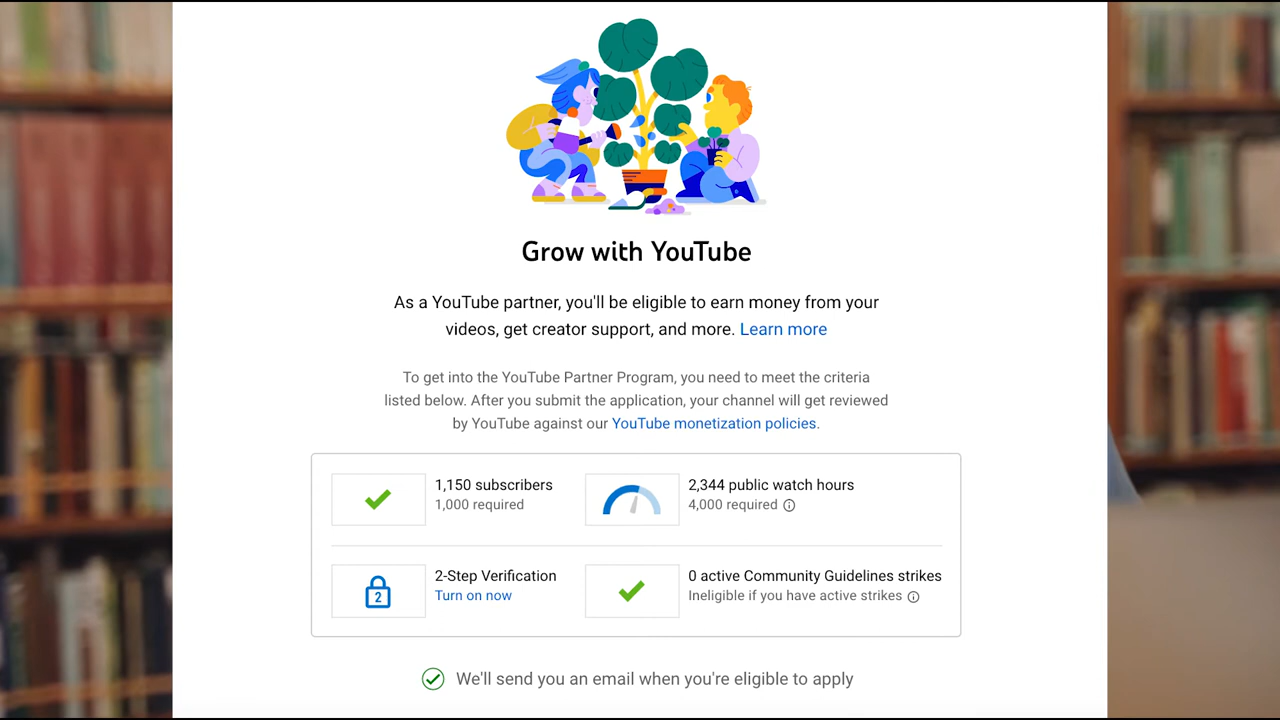 Grow with YouTube
As a YouTube partner, you'll be eligible to earn money from your
videos, get creator support, and more. Learn more
To get into the YouTube Partner Program, you need to meet the criteria
listed below. After you submit the application, your channel will get reviewed
by YouTube against our YouTube monetization policies.
1,150 subscribers
1,000 required
2,344 public watch hours
4,000 required
2
2-Step Verification
Turn on now
0 active Community Guidelines strikes
Ineligible if you have active strikes
We'll send you an email when you're eligible to apply